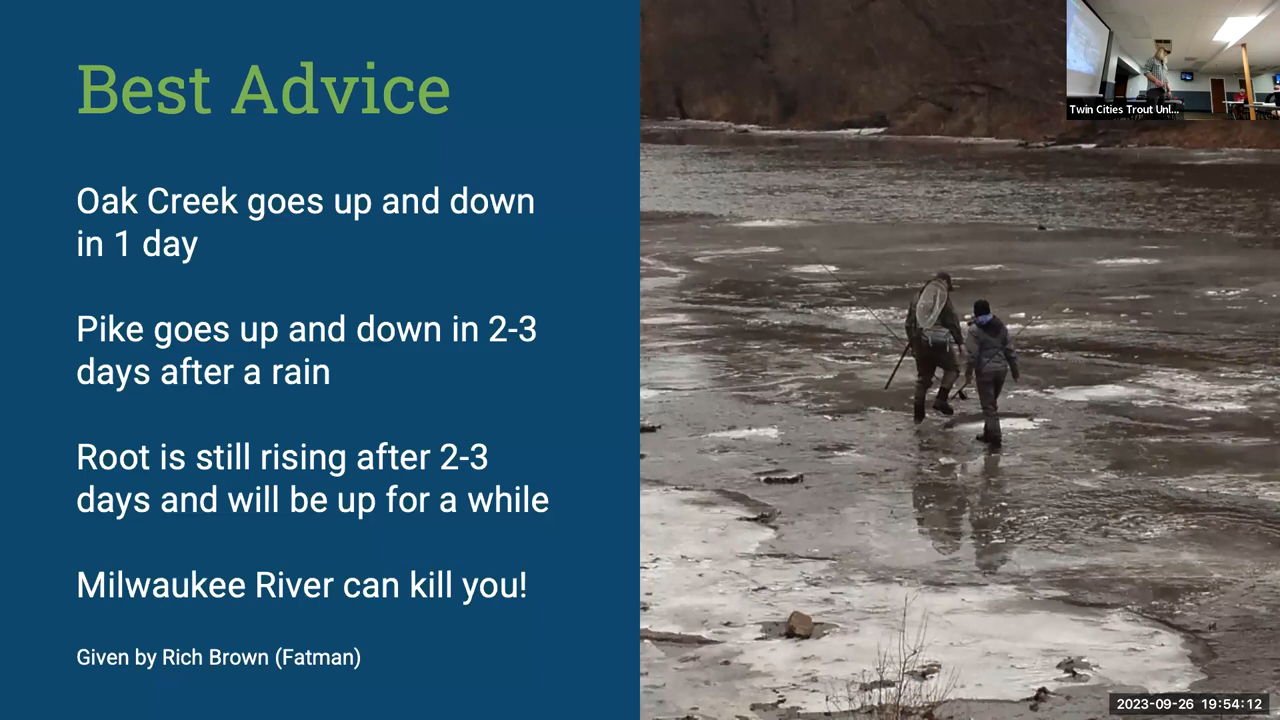 Best Advice
Oak Creek goes up and down
in 1 day
Pike goes up and down in 2-3
days after a rain
Root is still rising after 2-3
days and will be up for a while
Milwaukee River can kill you!
Given by Rich Brown (Fatman)
Twin Cities Trout Unl...
2023-09-26 19:54:12